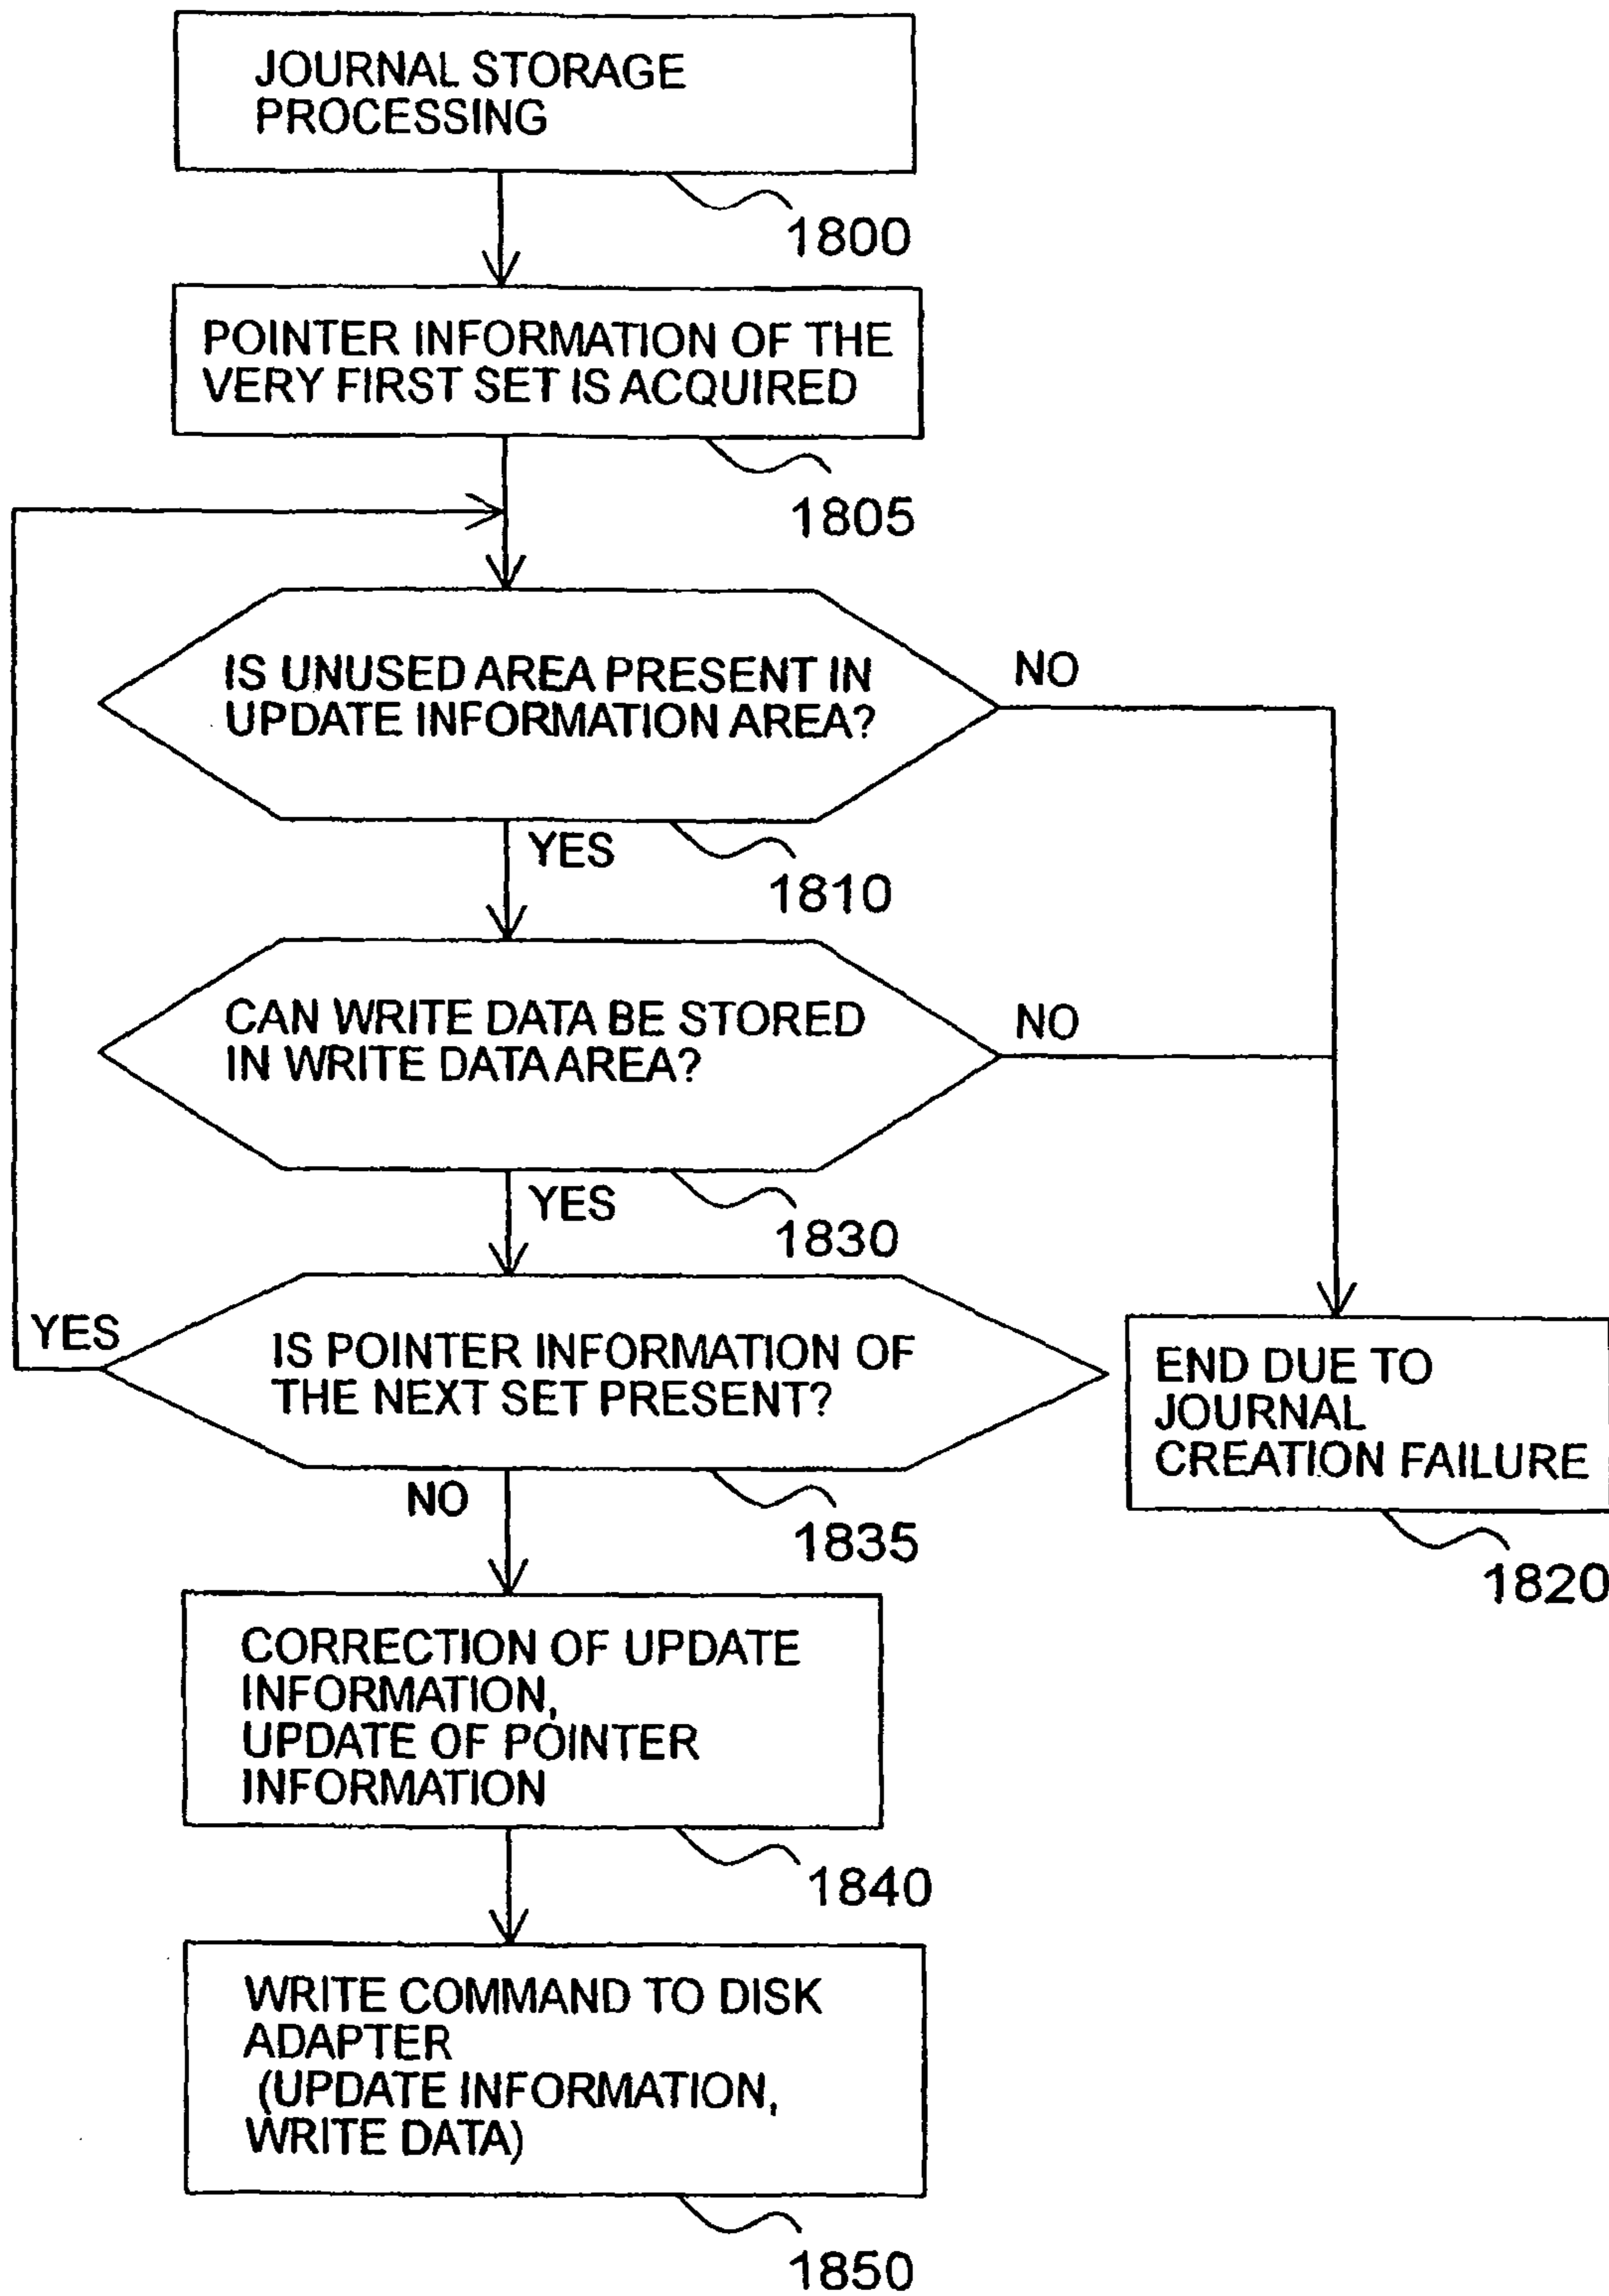 JOURNAL STORAGE
PROCESSING
1800
POINTER INFORMATION OF THE
VERY FIRST SET IS ACQUIRED
1805
IS UNUSED AREA PRESENT IN
UPDATE INFORMATION AREA?
NO
YES
1810
CAN WRITE DATA BE STORED
IN WRITE DATA AREA?
NO
YES
1830
YES
IS POINTER INFORMATION OF
THE NEXT SET PRESENT?
NO
1835
END DUE TO
JOURNAL
CREATION FAILURE
1820
CORRECTION OF UPDATE
INFORMATION,
UPDATE OF POINTER
INFORMATION
1840
WRITE COMMAND TO DISK
ADAPTER
(UPDATE INFORMATION,
WRITE DATA)
1850